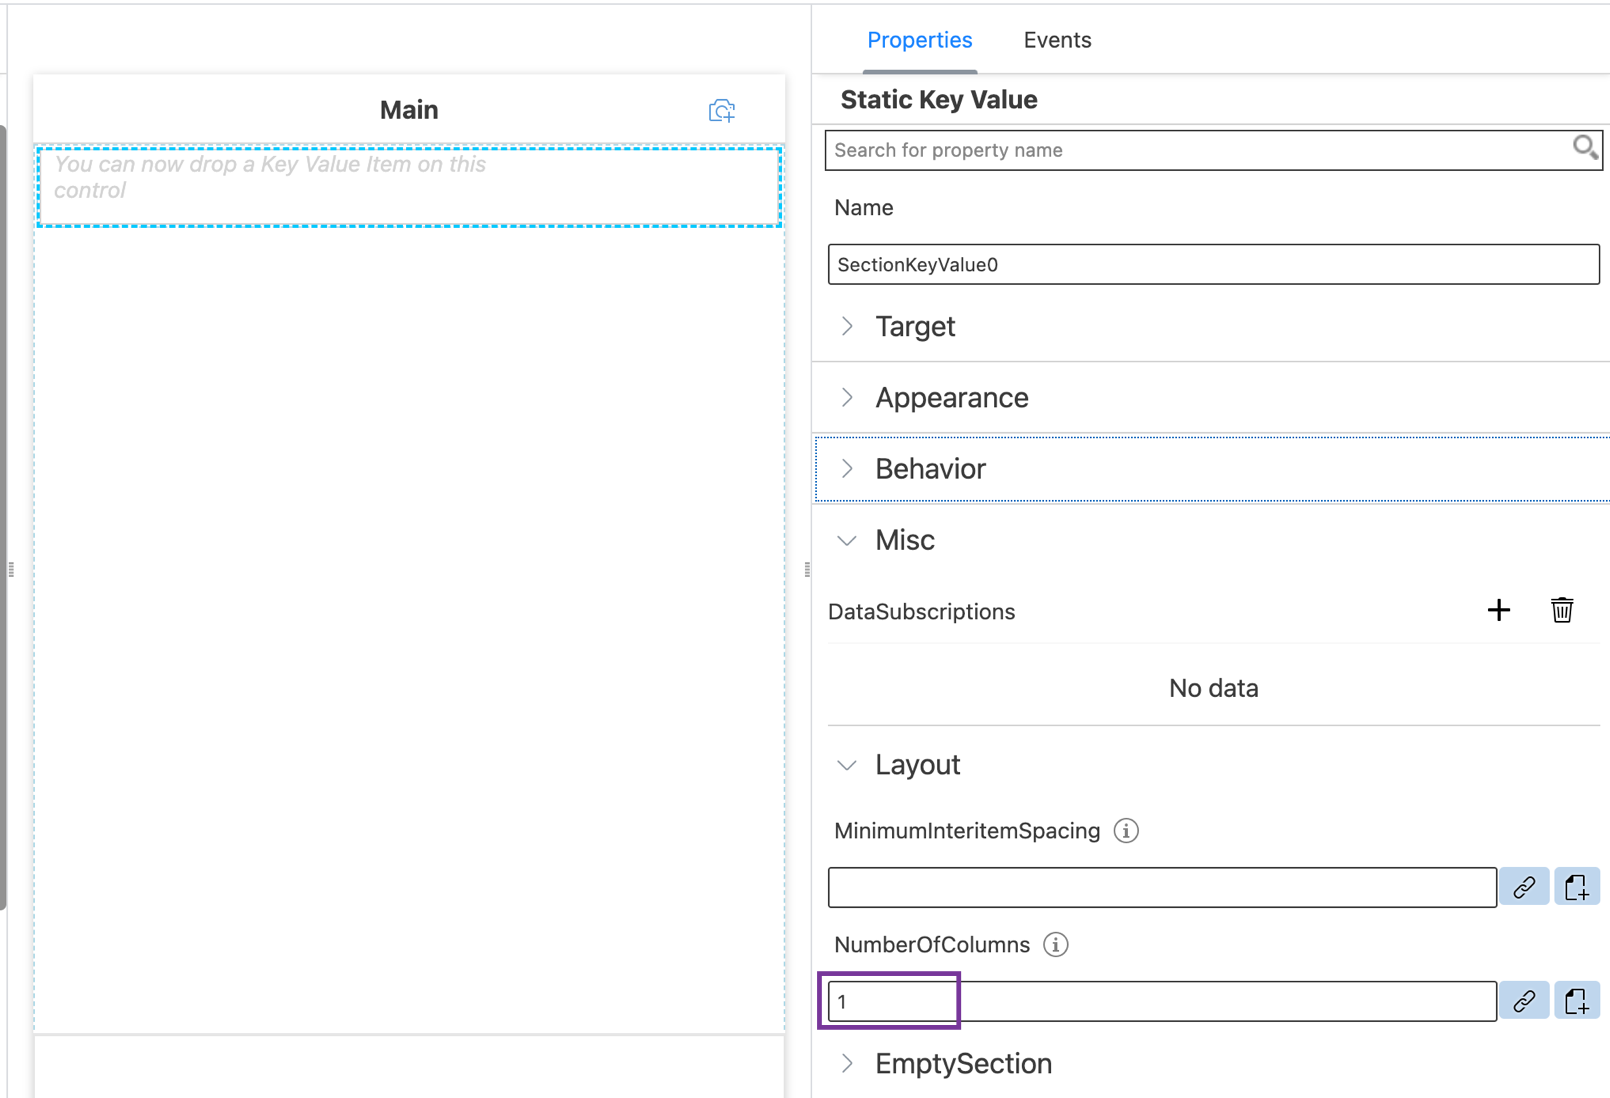 Main
You can now drop a Key Value Item on this
control
Properties
Events
Static Key Value
Search for property name
Name
SectionKeyValue0
Target
Appearance
Behavior
Misc
DataSubscriptions
No data
Layout
MinimumInteritemSpacing
NumberOfColumns
1
EmptySection